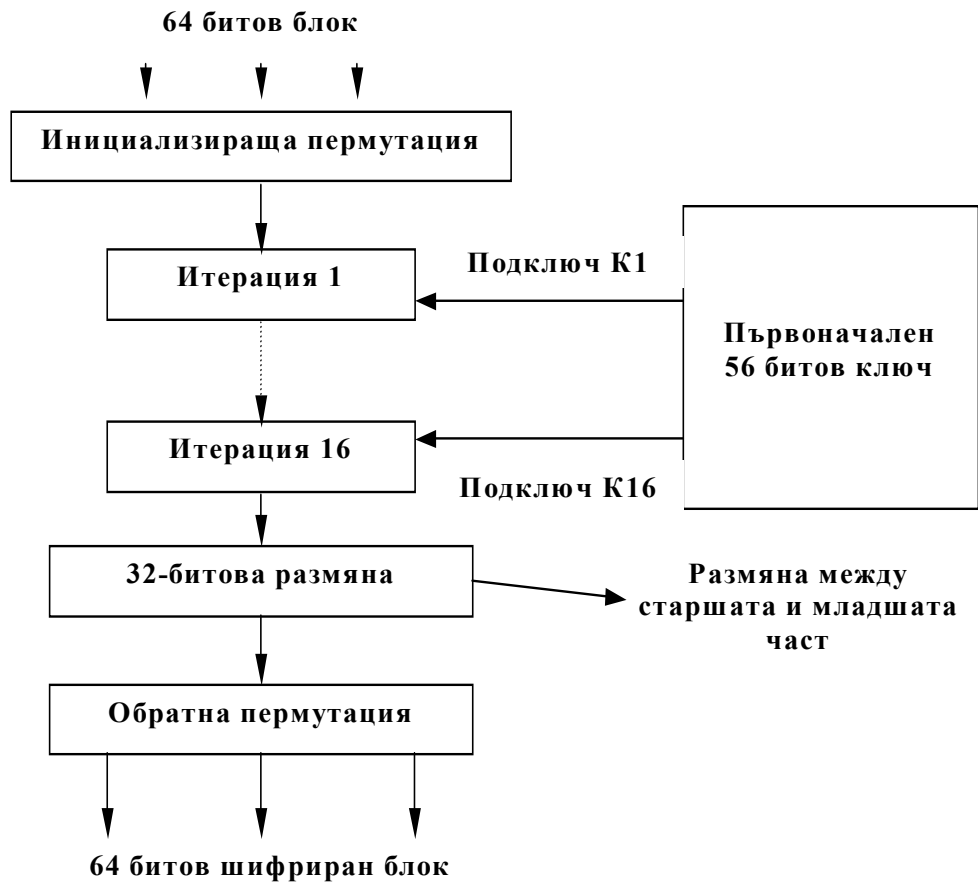 64 битов блок
Инициализираща пермутация
Итерация 1
Подключ К1
Първоначален
56 битов ключ
Итерация 16
Подключ К16
32-битова размяна
Размяна между
старшата и младшата
част
Обратна пермутация
64 битов шифриран блок